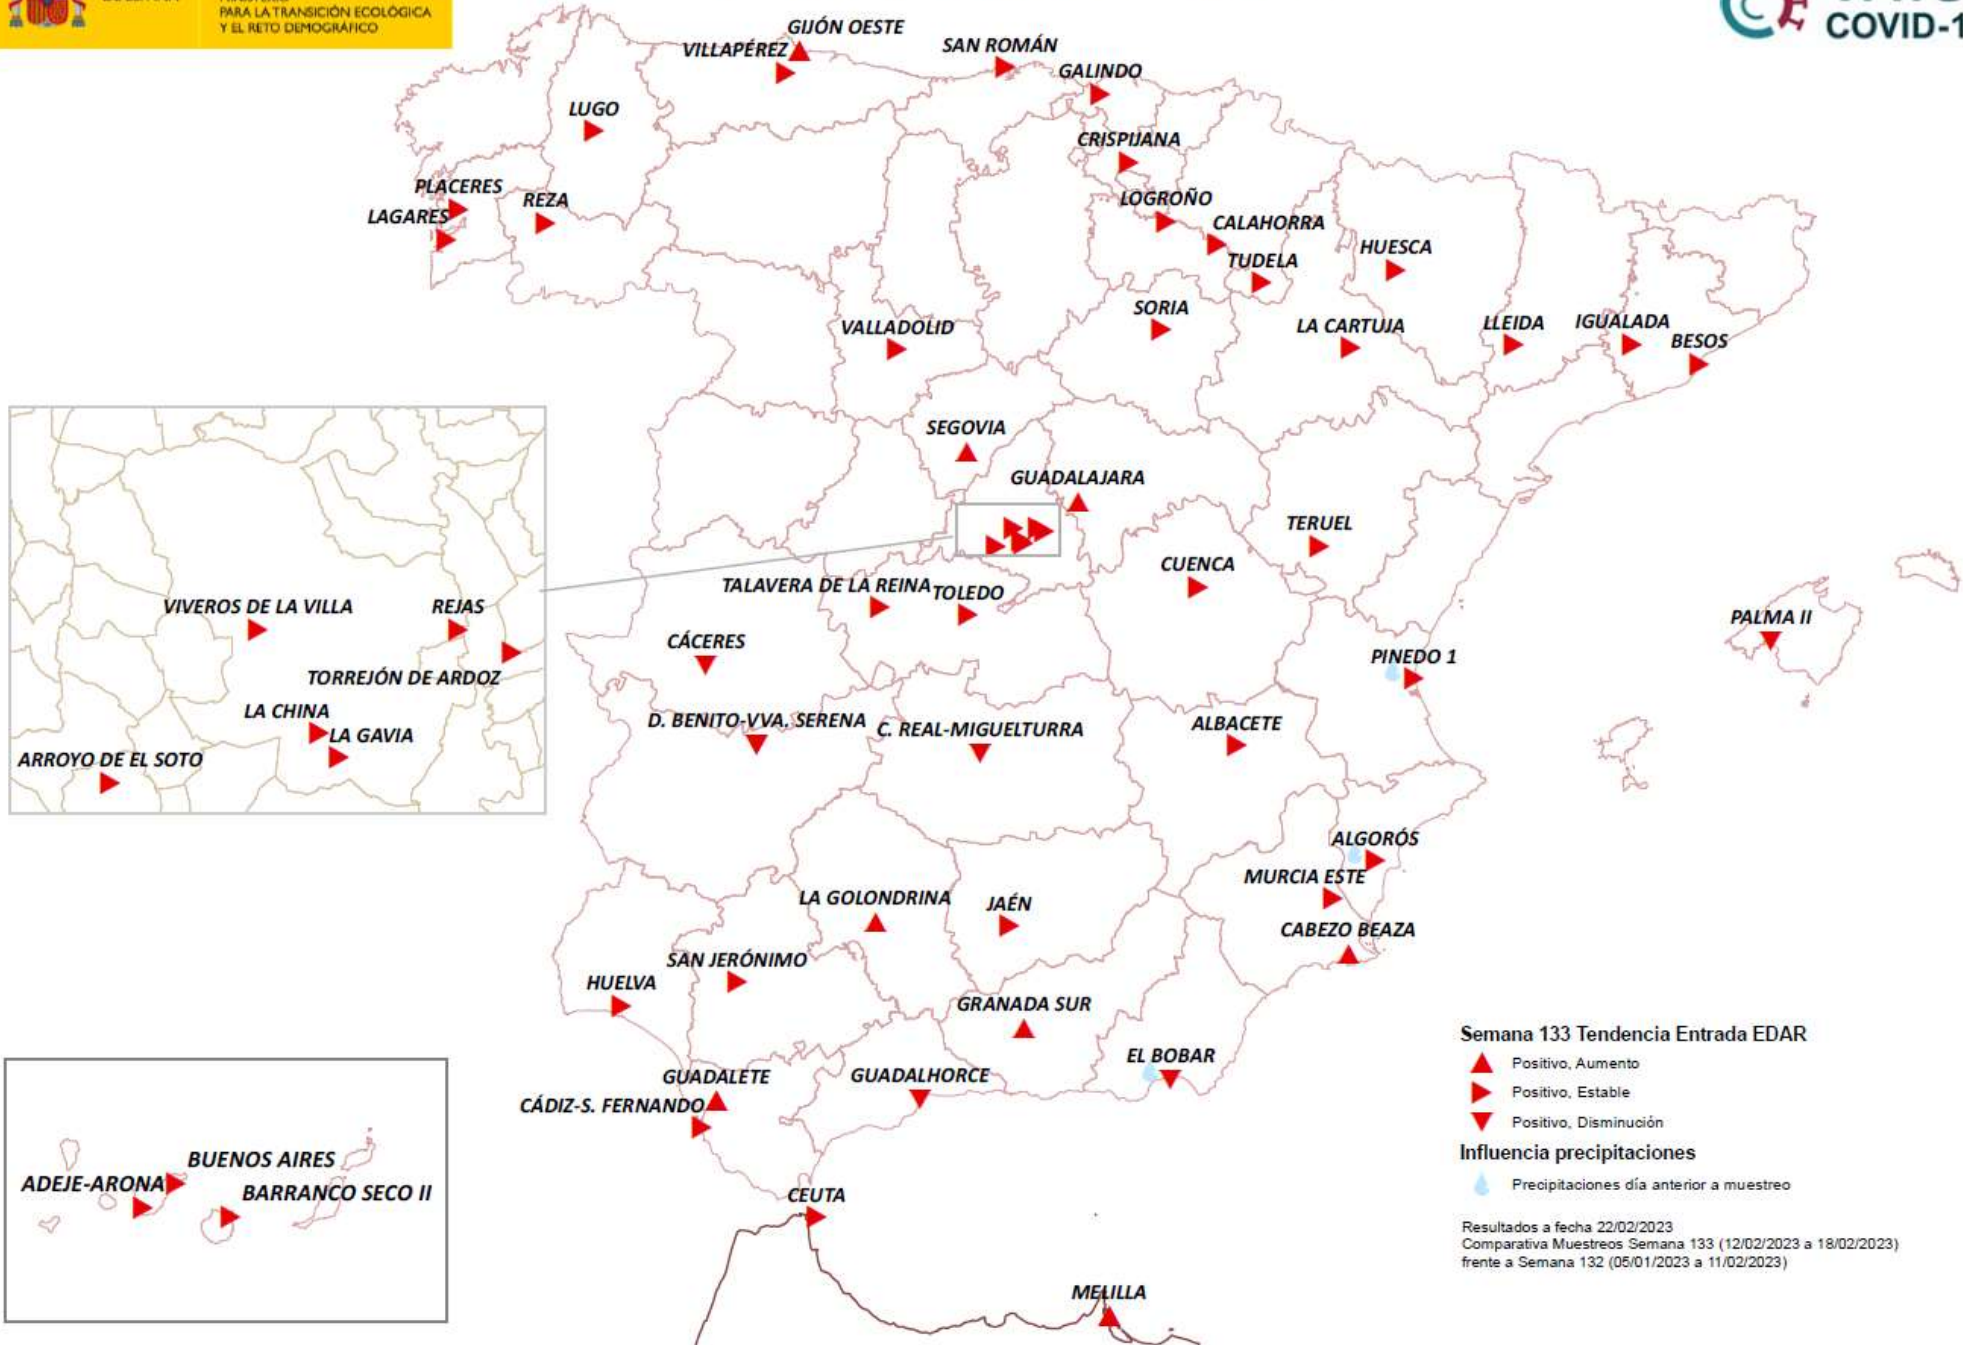 PARA LA TRANSICIÓN ECOLÓGICA
Y EL RETO DEMOGRÁFICO
COVID-1
GIJÓN OESTE
VILLAPÉREZ
SAN ROMÁN
GALINDO
LUGO
CRISPIJANA
PLACERES
REZA
LAGARES
LOGROÑO
CALAHORRA
HUESCA
TUDELA
SORIA
VALLADOLID
LA CARTUJA
LLEIDA
IGUALADA
BESOS
SEGOVIA
GUADALAJARA
TERUEL
CUENCA
TALAVERA DE LA REINA
TOLEDO
VIVEROS DE LA VILLA
REJAS
TORREJÓN DE ARDOZ
LA CHINA
LA GAVIA
ARROYO DE EL SOTO
CÁCERES
PALMA II
PINEDO 1
D. BENITO-VVA. SERENA
C. REAL-MIGUELTURRA
ALBACETE
ALGORÓS
MURCIA ESTE
LA GOLONDRINA
JAÉN
CABEZO BEAZA
SAN JERÓNIMO
HUELVA
GRANADA SUR
EL BOBAR
GUADALETE
GUADALHORCE
CÁDIZ-S. FERNANDO
BUENOS AIRES
ADEJE-ARONA
BARRANCO SECO II
CEUTA
MELILLA
Semana 133 Tendencia Entrada EDAR
Positivo, Aumento
Positivo, Estable
Positivo, Disminución
Influencia precipitaciones
Precipitaciones día anterior a muestreo
Resultados a fecha 22/02/2023
Comparativa Muestreos Semana 133 (12/02/2023 a 18/02/2023)
frente a Semana 132 (05/01/2023 a 11/02/2023)